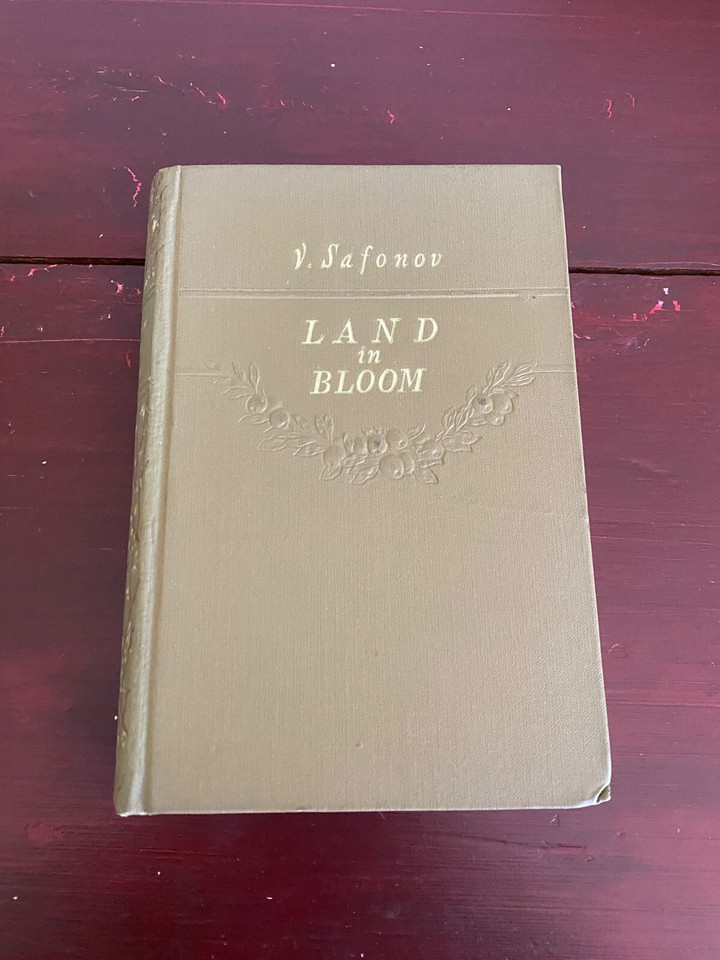 V. Safonov
LAND
in
BLOOM